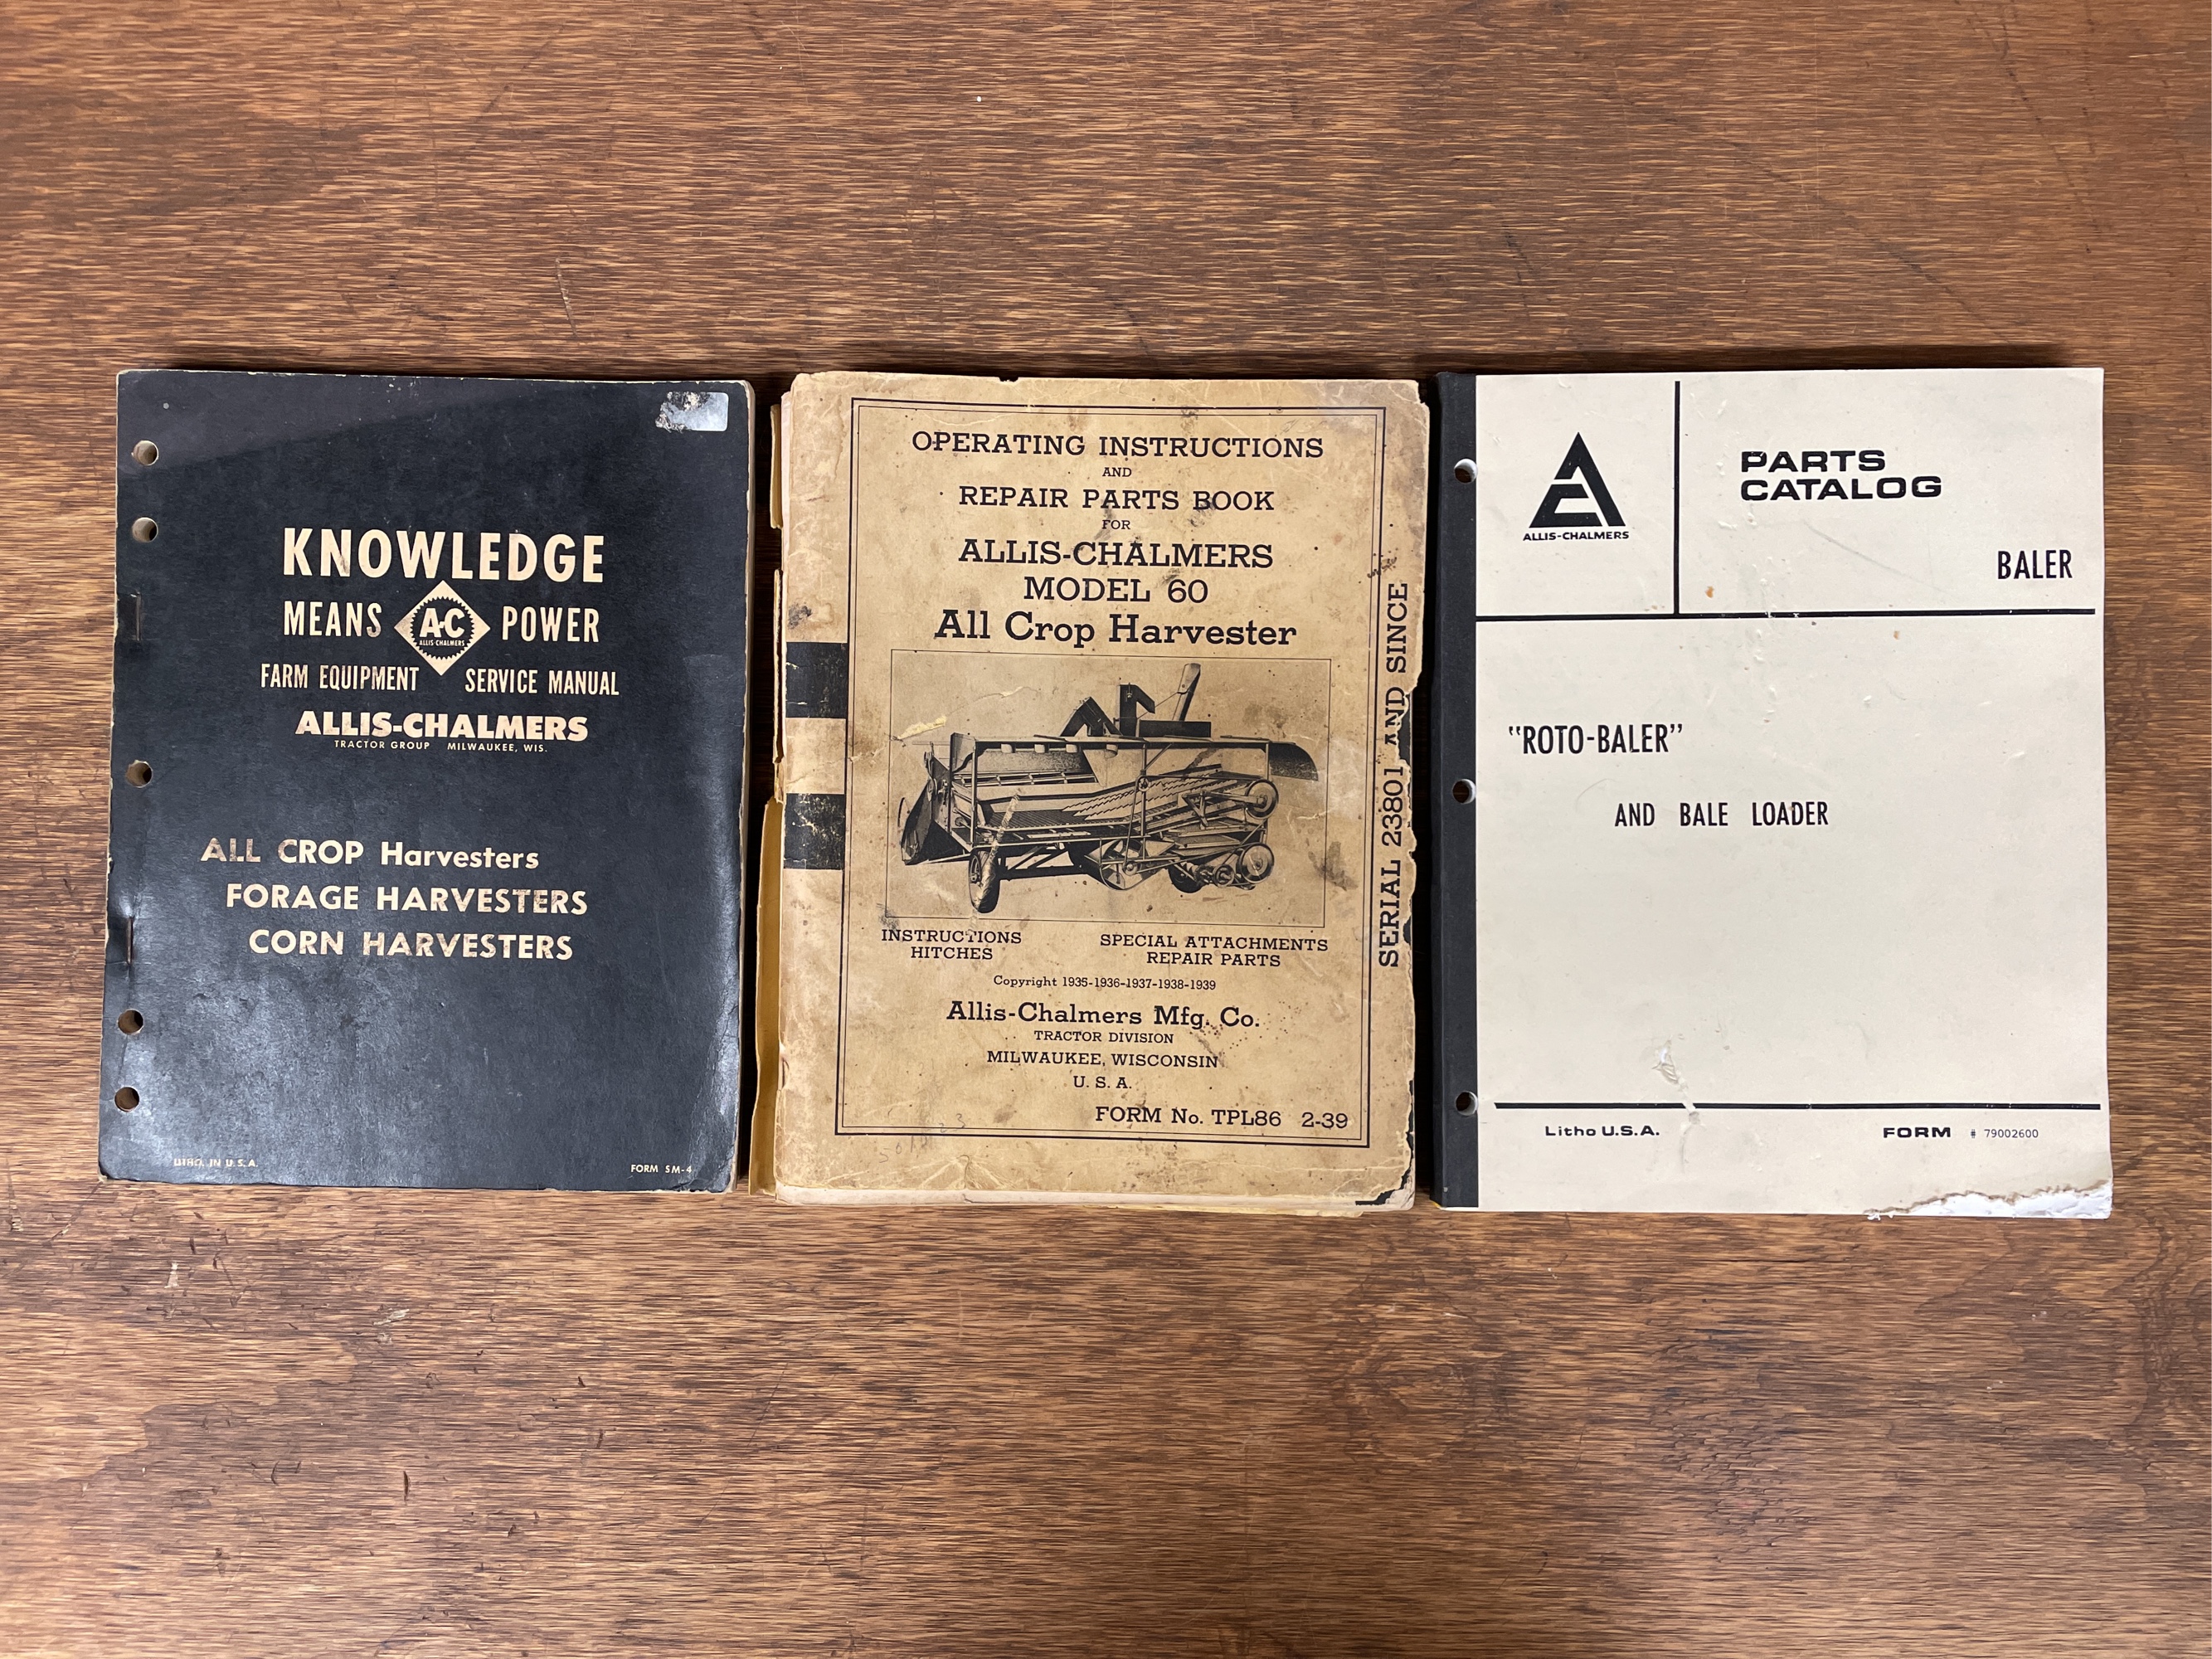 KNOWLEDGE
MEANS A-C POWER
ALLIS-CHALMERS
FARM EQUIPMENT SERVICE MANUAL
ALLIS-CHALMERS
TRACTOR GROUP MILWAUKEE, WIS.
ALL CROP Harvesters
FORAGE HARVESTERS
CORN HARVESTERS
LITHO. IN U.S.A.
FORM SM-4
OPERATING INSTRUCTIONS
AND
REPAIR PARTS BOOK
FOR
ALLIS-CHALMERS
MODEL 60
All Crop Harvester
INSTRUCTIONS
HITCHES
SPECIAL ATTACHMENTS
REPAIR PARTS
Copyright 1935-1936-1937-1938-1939
Allis-Chalmers Mfg. Co.
TRACTOR DIVISION
MILWAUKEE, WISCONSIN
U. S. A.
FORM No. TPL86 2-39
SERIAL 23801 AND SINCE
ALLIS-CHALMERS
PARTS
CATALOG
BALER
"ROTO-BALER"
AND BALE LOADER
Litho U.S.A.
FORM # 79002600